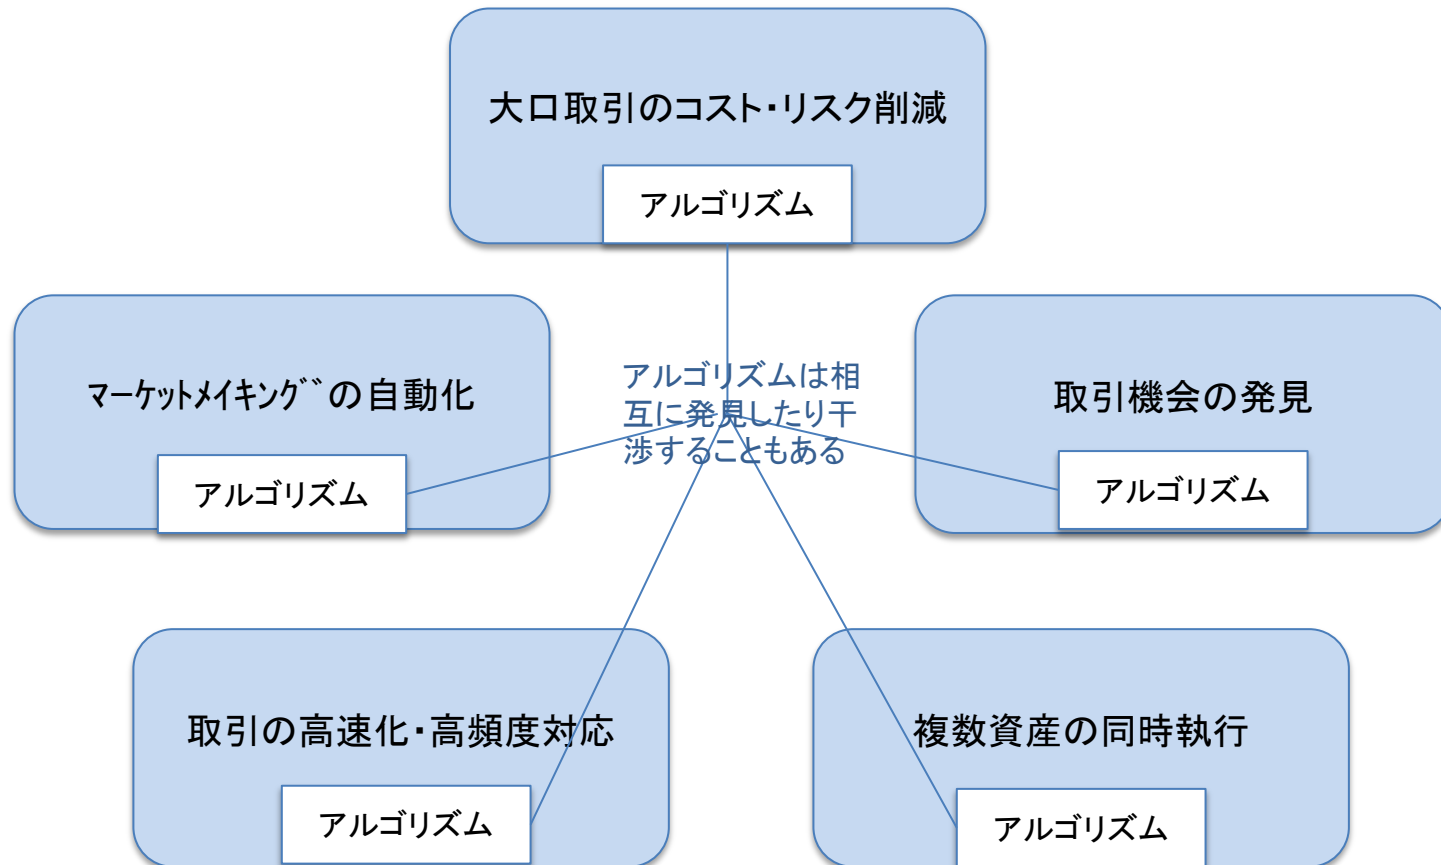 大口取引のコスト・リスク削減
アルゴリズム
マーケットメイキング゛の自動化
アルゴリズム
アルゴリズムは相
互に発見したり干
渉することもある
取引機会の発見
アルゴリズム
取引の高速化・高頻度対応
アルゴリズム
複数資産の同時執行
アルゴリズム